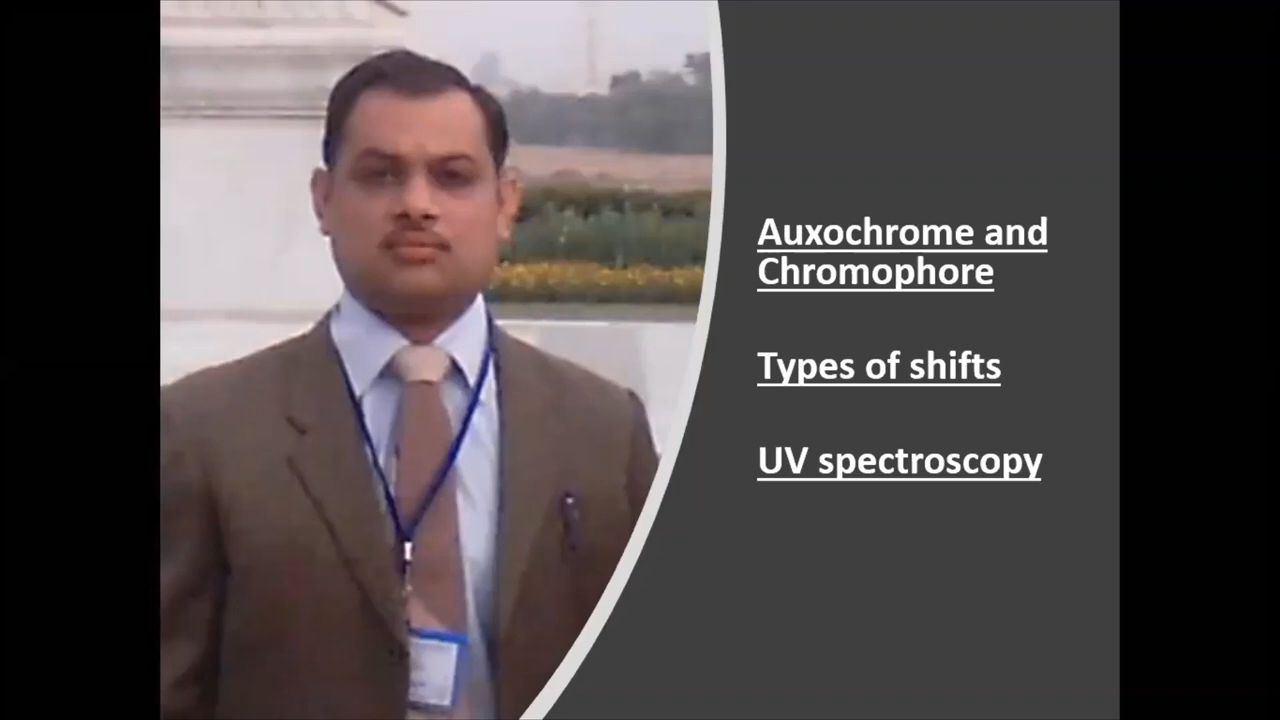 Auxochrome and
Chromophore
Types of shifts
UV spectroscopy